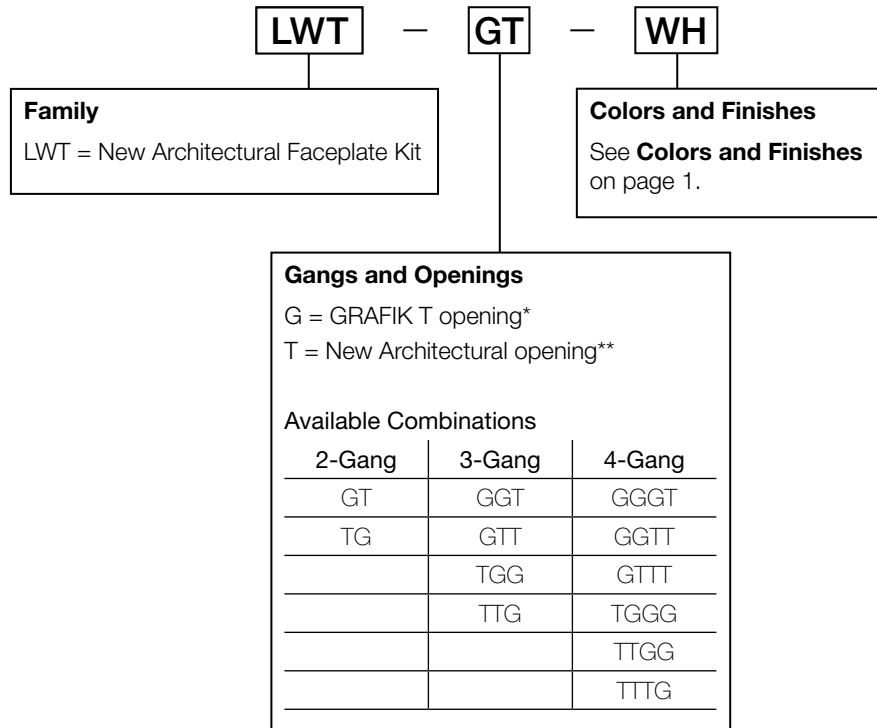 LWT – GT – WH
Family
LWT = New Architectural Faceplate Kit
Colors and Finishes
See Colors and Finishes
on page 1.
Gangs and Openings
G = GRAFIK T opening*
T = New Architectural opening**
Available Combinations
2-Gang 3-Gang 4-Gang
GT GGT GGGT
TG GTT GGTT
TGG GTTT
TTG TGGG
TTGG
TTTG